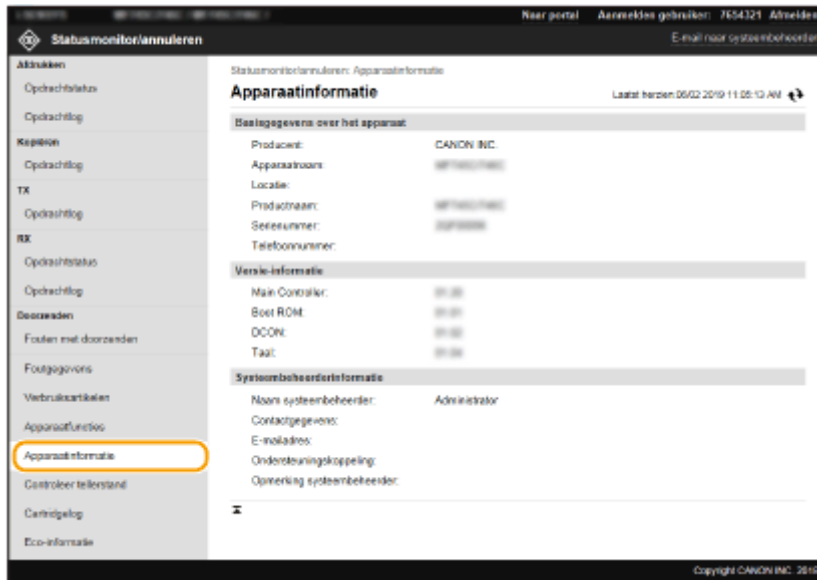 Naar portal Aanmelden gebruiker: 7654321 Afmelden
Statusmonitor/annuleren
E-mail naar systeembeheerder
Afdrukken
Opdrachtstatus
Opdrachtlog
Kopiëren
Opdrachtlog
TX
Opdrachtlog
RX
Opdrachtstatus
Opdrachtlog
Doorzenden
Fouten met doorzenden
Foutgegevens
Verbruiksartikelen
Apparaatfuncties
Apparaatinformatie
Controleer tellerstand
Cartridgelog
Eco-informatie
Statusmonitor/annuleren: Apparaatinformatie
Apparaatinformatie
Laatst herzien:06/02 2019 11:05:13 AM
Basisgegevens over het apparaat
Producent: CANON INC.
Apparaatnaam:
Locatie:
Productnaam:
Serienummer:
Telefoonnummer:
Versie-informatie
Main Controller:
Boot ROM:
DCON:
Taal:
Systeembeheerderinformatie
Naam systeembeheerder: Administrator
Contactgegevens:
E-mailadres:
Ondersteuningskoppeling:
Opmerking systeembeheerder:
Copyright CANON INC. 2019